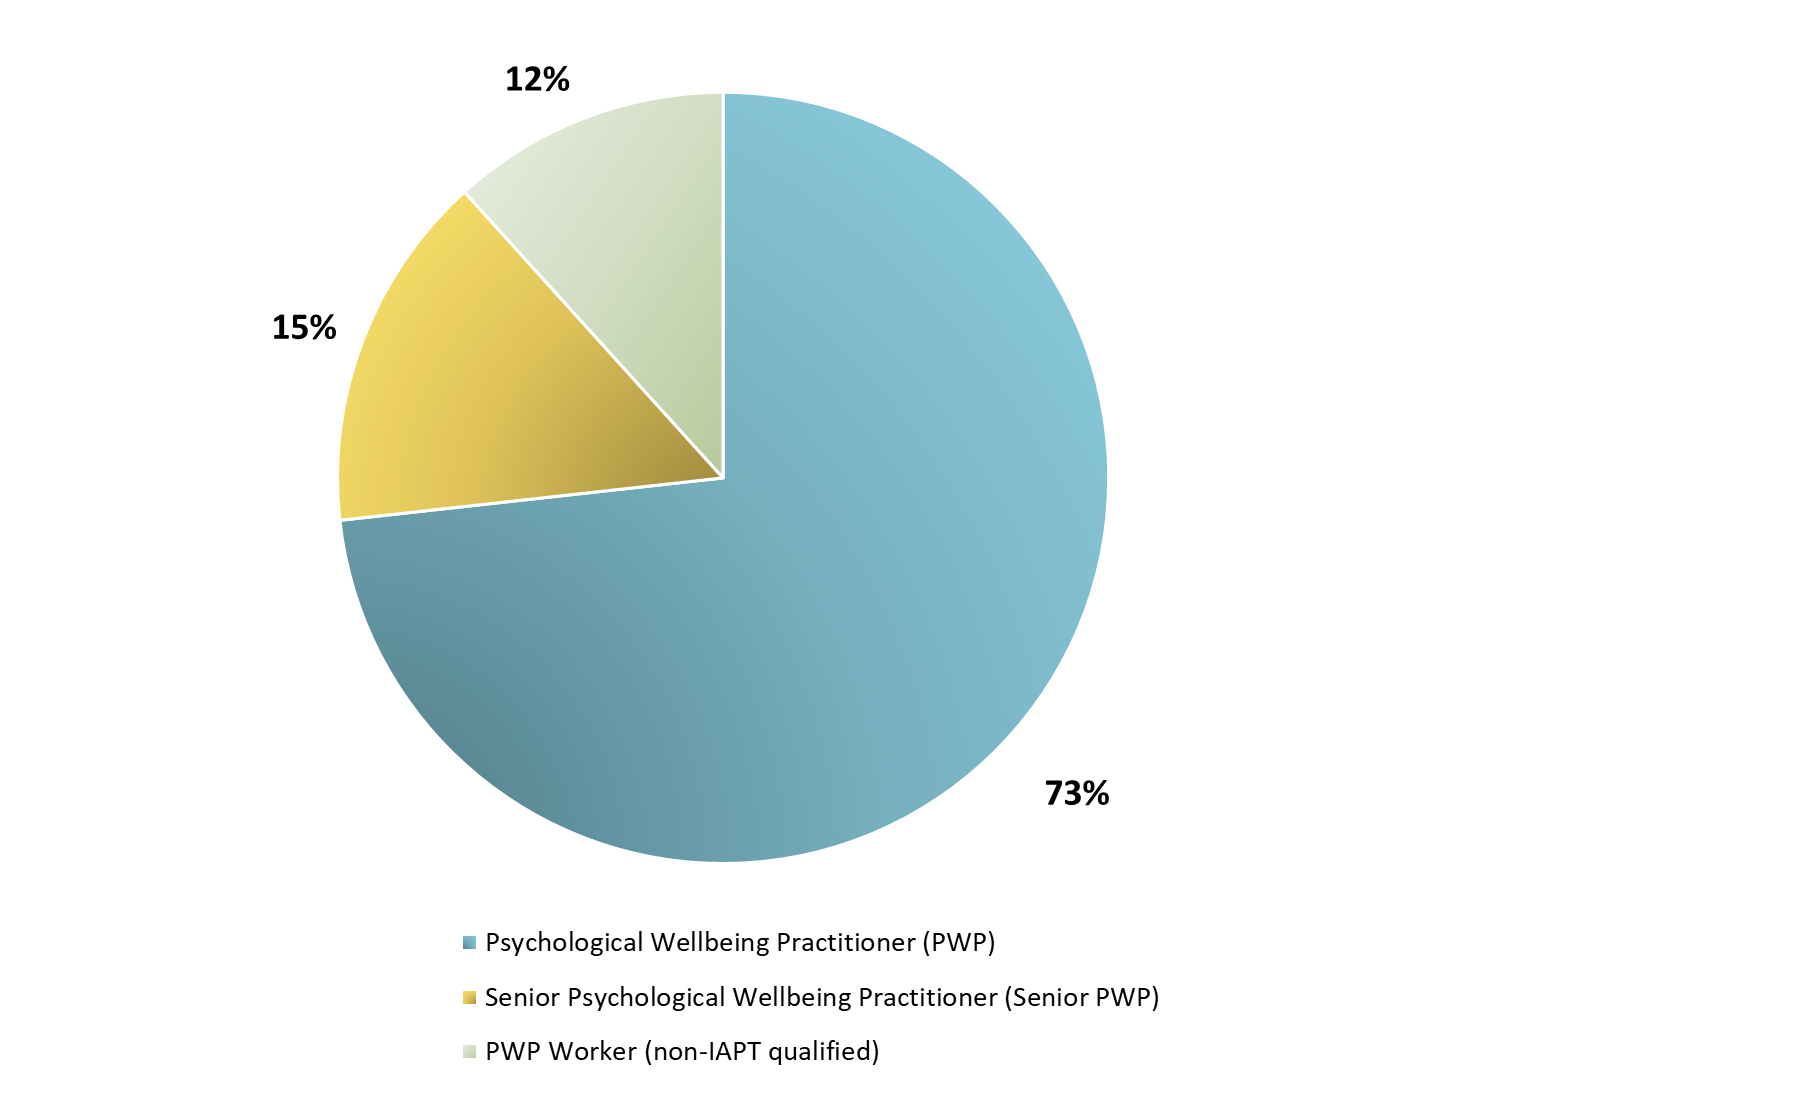 12%
15%
73%
Psychological Wellbeing Practitioner (PWP)
Senior Psychological Wellbeing Practitioner (Senior PWP)
PWP Worker (non-IAPT qualified)